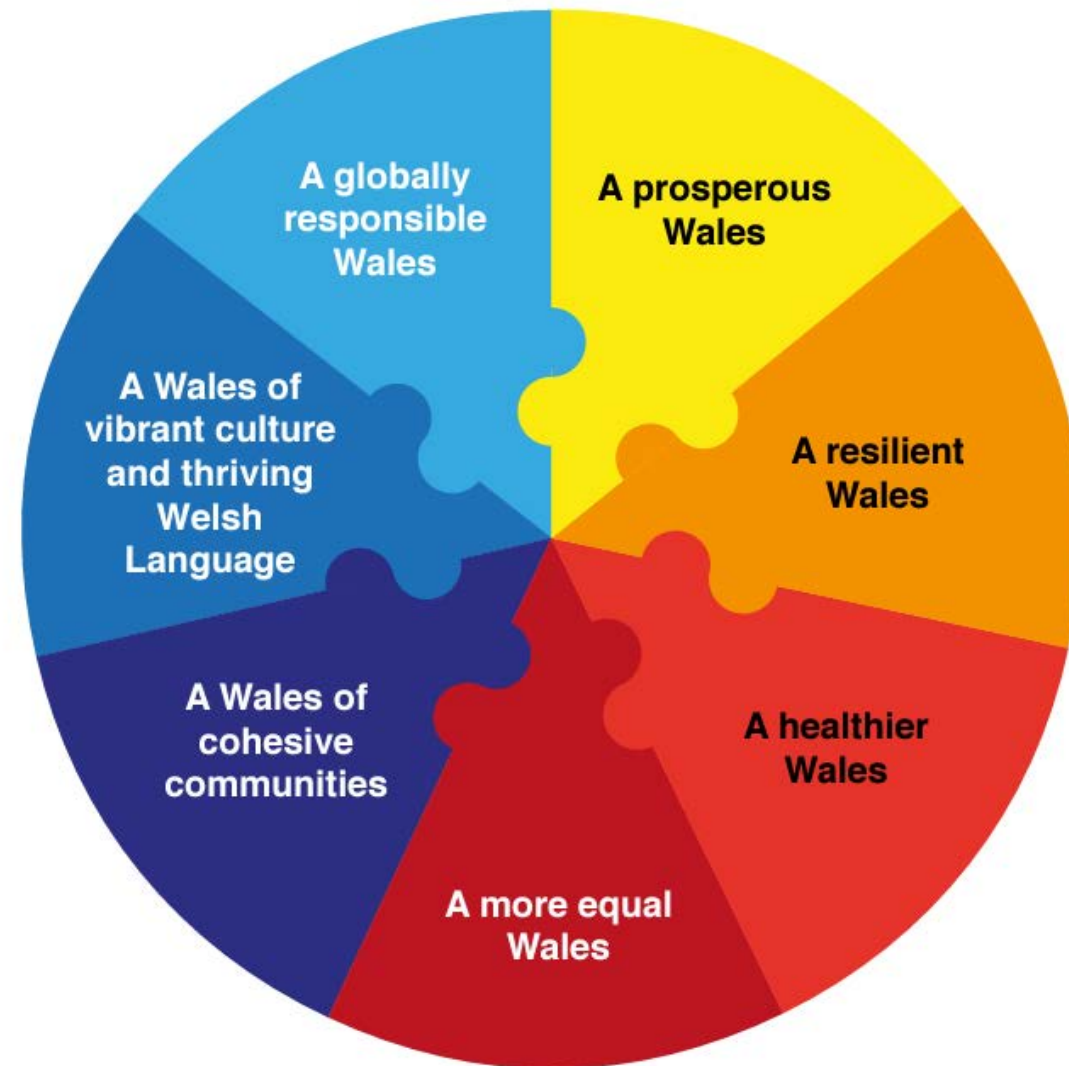 A prosperous
Wales
A resilient
Wales
A healthier
Wales
A more equal
Wales
A Wales of
cohesive
communities
A Wales of
vibrant culture
and thriving
Welsh
Language
A globally
responsible
Wales